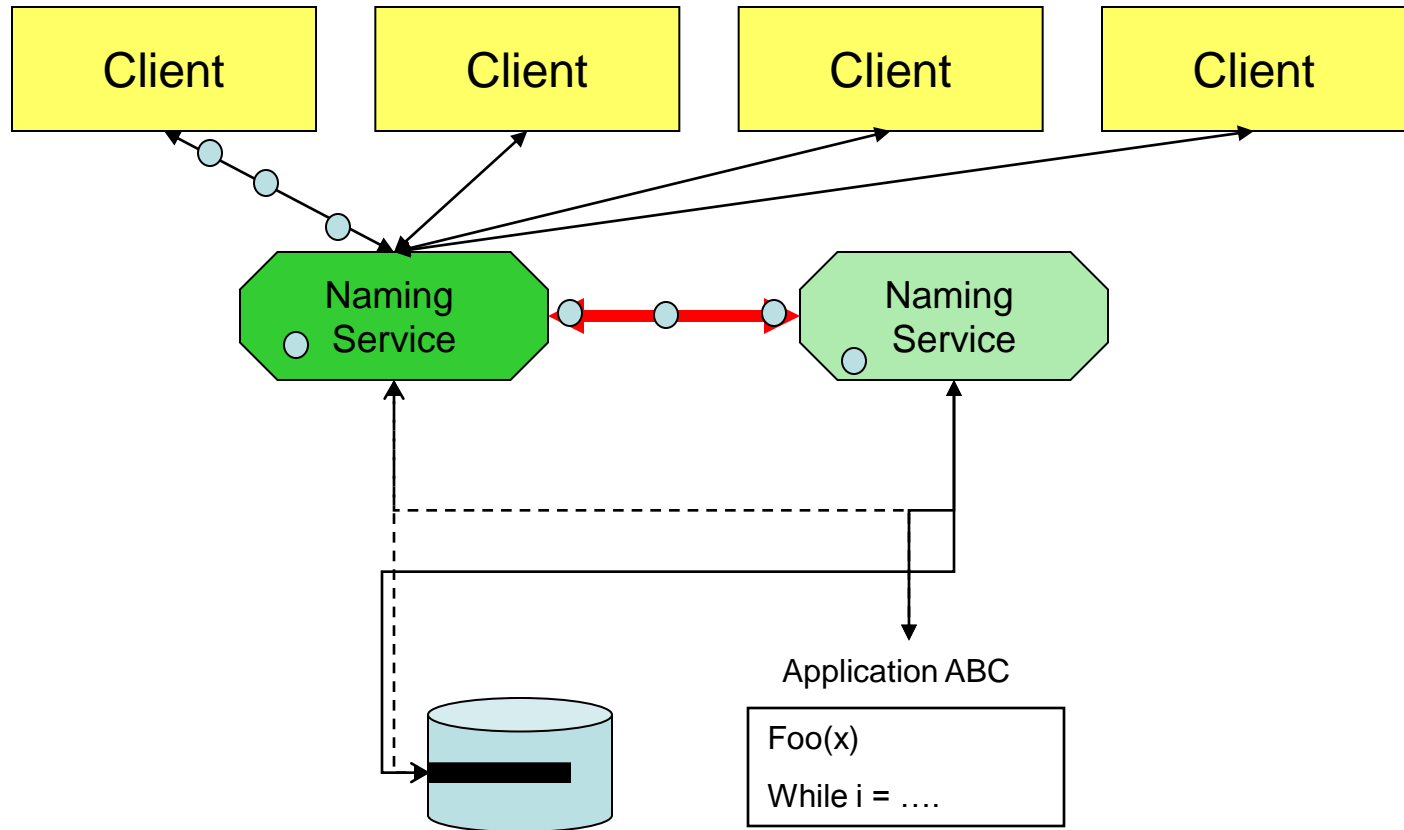 Client
Client
Client
Client
Naming
Service
Naming
Service
Application ABC
Foo(x)
While i = ….